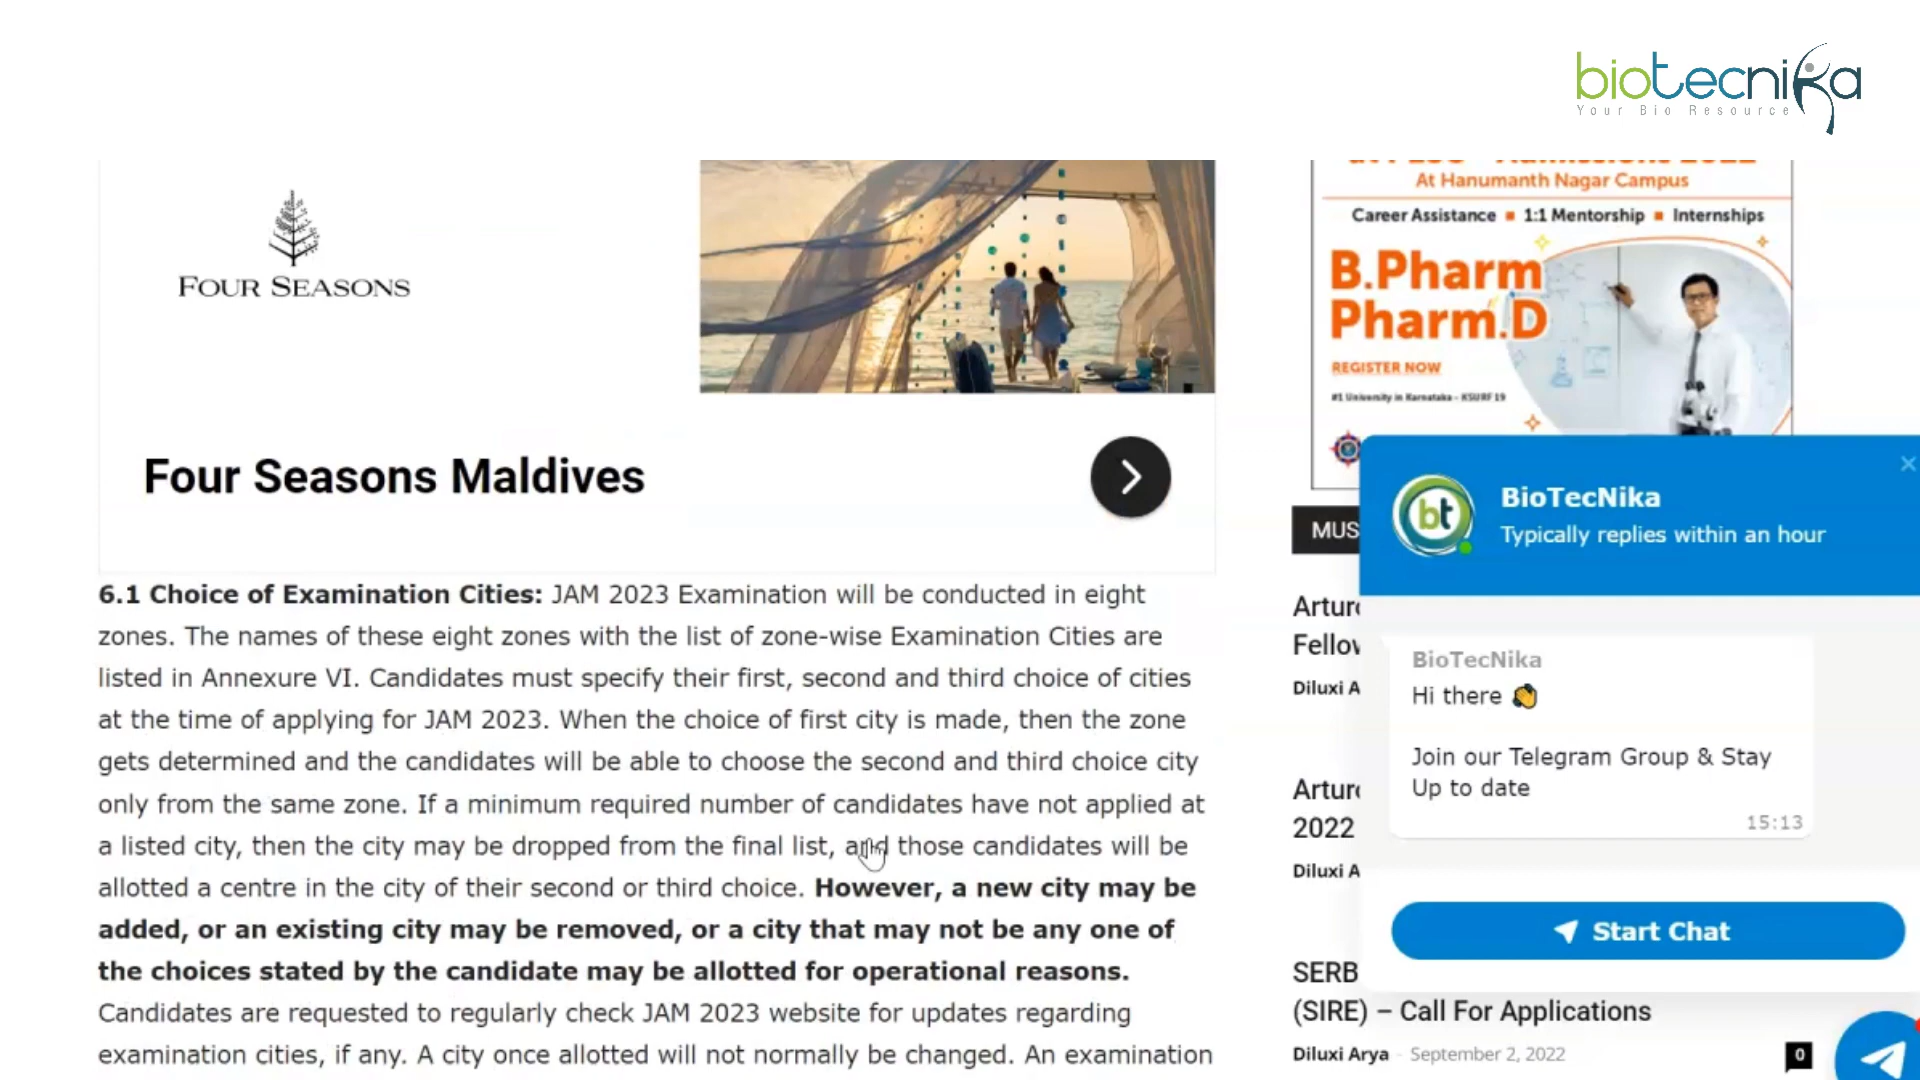 biotecnika
Your Bio Resource
FOUR SEASONS
Four Seasons Maldives
6.1 Choice of Examination Cities: JAM 2023 Examination will be conducted in eight
zones. The names of these eight zones with the list of zone-wise Examination Cities are
listed in Annexure VI. Candidates must specify their first, second and third choice of cities
at the time of applying for JAM 2023. When the choice of first city is made, then the zone
gets determined and the candidates will be able to choose the second and third choice city
only from the same zone. If a minimum required number of candidates have not applied at
a listed city, then the city may be dropped from the final list, and those candidates will be
allotted a centre in the city of their second or third choice. However, a new city may be
added, or an existing city may be removed, or a city that may not be any one of
the choices stated by the candidate may be allotted for operational reasons.
Candidates are requested to regularly check JAM 2023 website for updates regarding
examination cities, if any. A city once allotted will not normally be changed. An examination
At Hanumanth Nagar Campus
Career Assistance ▪ 1:1 Mentorship ▪ Internships
B.Pharm
Pharm.D
REGISTER NOW
#1 University in Karnataka - KSURF 19
MUS
Diluxi A
2022
Diluxi A
SERB
(SIRE) – Call For Applications
Diluxi Arya - September 2, 2022
0
bt
BioTecNika
Typically replies within an hour
BioTecNika
Hi there 👋
Join our Telegram Group & Stay
Up to date
15:13
Start Chat